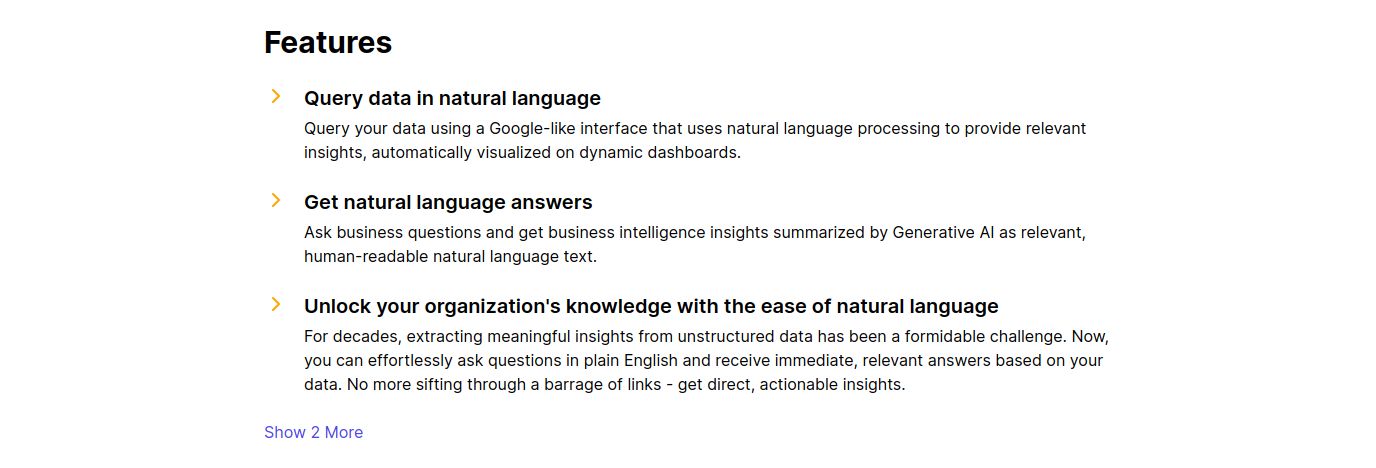 Features
Query data in natural language
Query your data using a Google-like interface that uses natural language processing to provide relevant
insights, automatically visualized on dynamic dashboards.
Get natural language answers
Ask business questions and get business intelligence insights summarized by Generative AI as relevant,
human-readable natural language text.
Unlock your organization's knowledge with the ease of natural language
For decades, extracting meaningful insights from unstructured data has been a formidable challenge. Now,
you can effortlessly ask questions in plain English and receive immediate, relevant answers based on your
data. No more sifting through a barrage of links - get direct, actionable insights.
Show 2 More